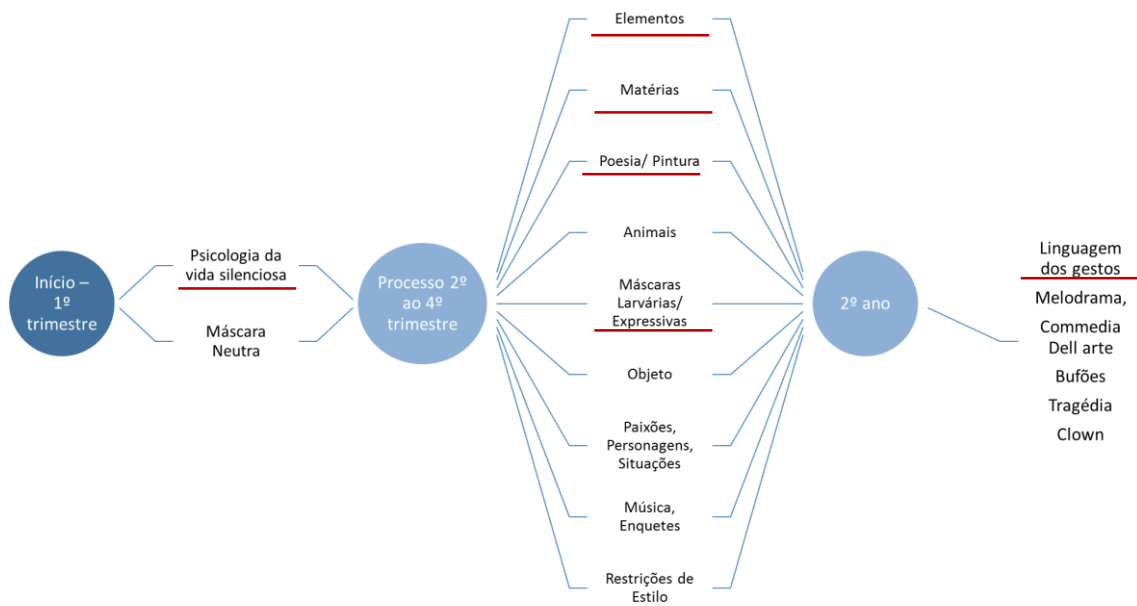 Início –
1º
trimestre
Psicologia da
vida silenciosa
Máscara
Neutra
Processo 2º
ao 4º
trimestre
Elementos
Matérias
Poesia/ Pintura
Animais
Máscaras
Larvárias/
Expressivas
Objeto
Paixões,
Personagens,
Situações
Música,
Enquetes
Restrições de
Estilo
2º ano
Linguagem
dos gestos
Melodrama,
Commedia
Dell arte
Bufões
Tragédia
Clown